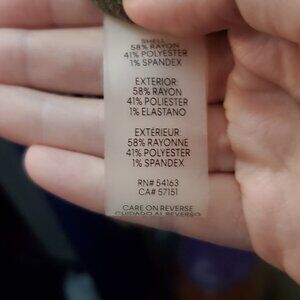 SHELL
58% RAYON
41% POLYESTER
1% SPANDEX
EXTERIOR:
58% RAYON
41% POLIESTER
1% ELASTANO
EXTERIEUR:
58% RAYONNE
41% POLYESTER
1% SPANDEX
RN# 54163
CA# 57151
CARE ON REVERSE
CUIDADO AL REVERSO